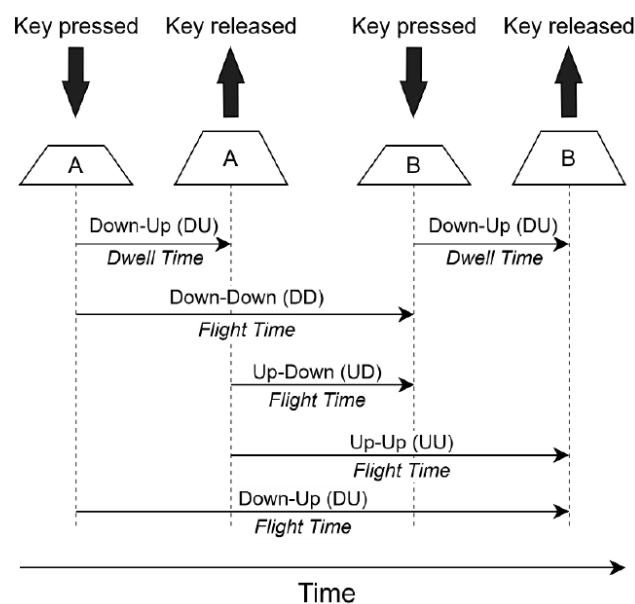 Key pressed Key released Key pressed Key released
A A B B
Down-Up (DU) Down-Up (DU)
Dwell Time Dwell Time
Down-Down (DD)
Flight Time
Up-Down (UD)
Flight Time
Up-Up (UU)
Flight Time
Down-Up (DU)
Flight Time
Time